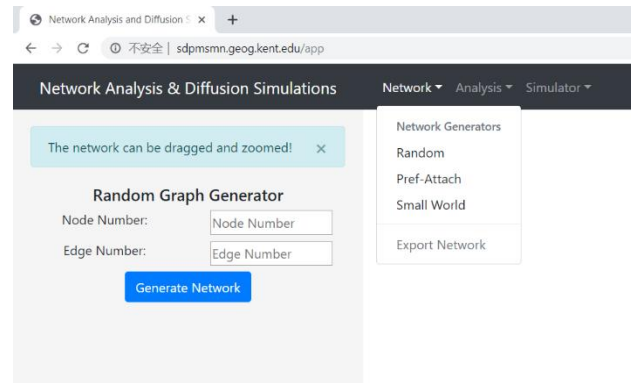 Network Analysis and Diffusion S
不安全 | sdpmsmn.geog.kent.edu/app
Network Analysis & Diffusion Simulations Network Analysis Simulator
The network can be dragged and zoomed!
Random Graph Generator
Node Number: Node Number
Edge Number: Edge Number
Generate Network
Network Generators
Random
Pref-Attach
Small World
Export Network